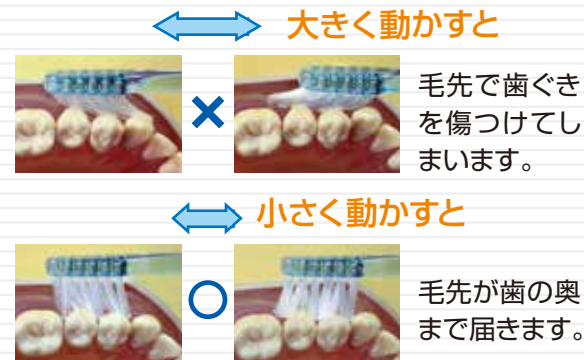 大きく動かすと
毛先で歯ぐき
を傷つけてし
まいます。
小さく動かすと
毛先が歯の奥
まで届きます。